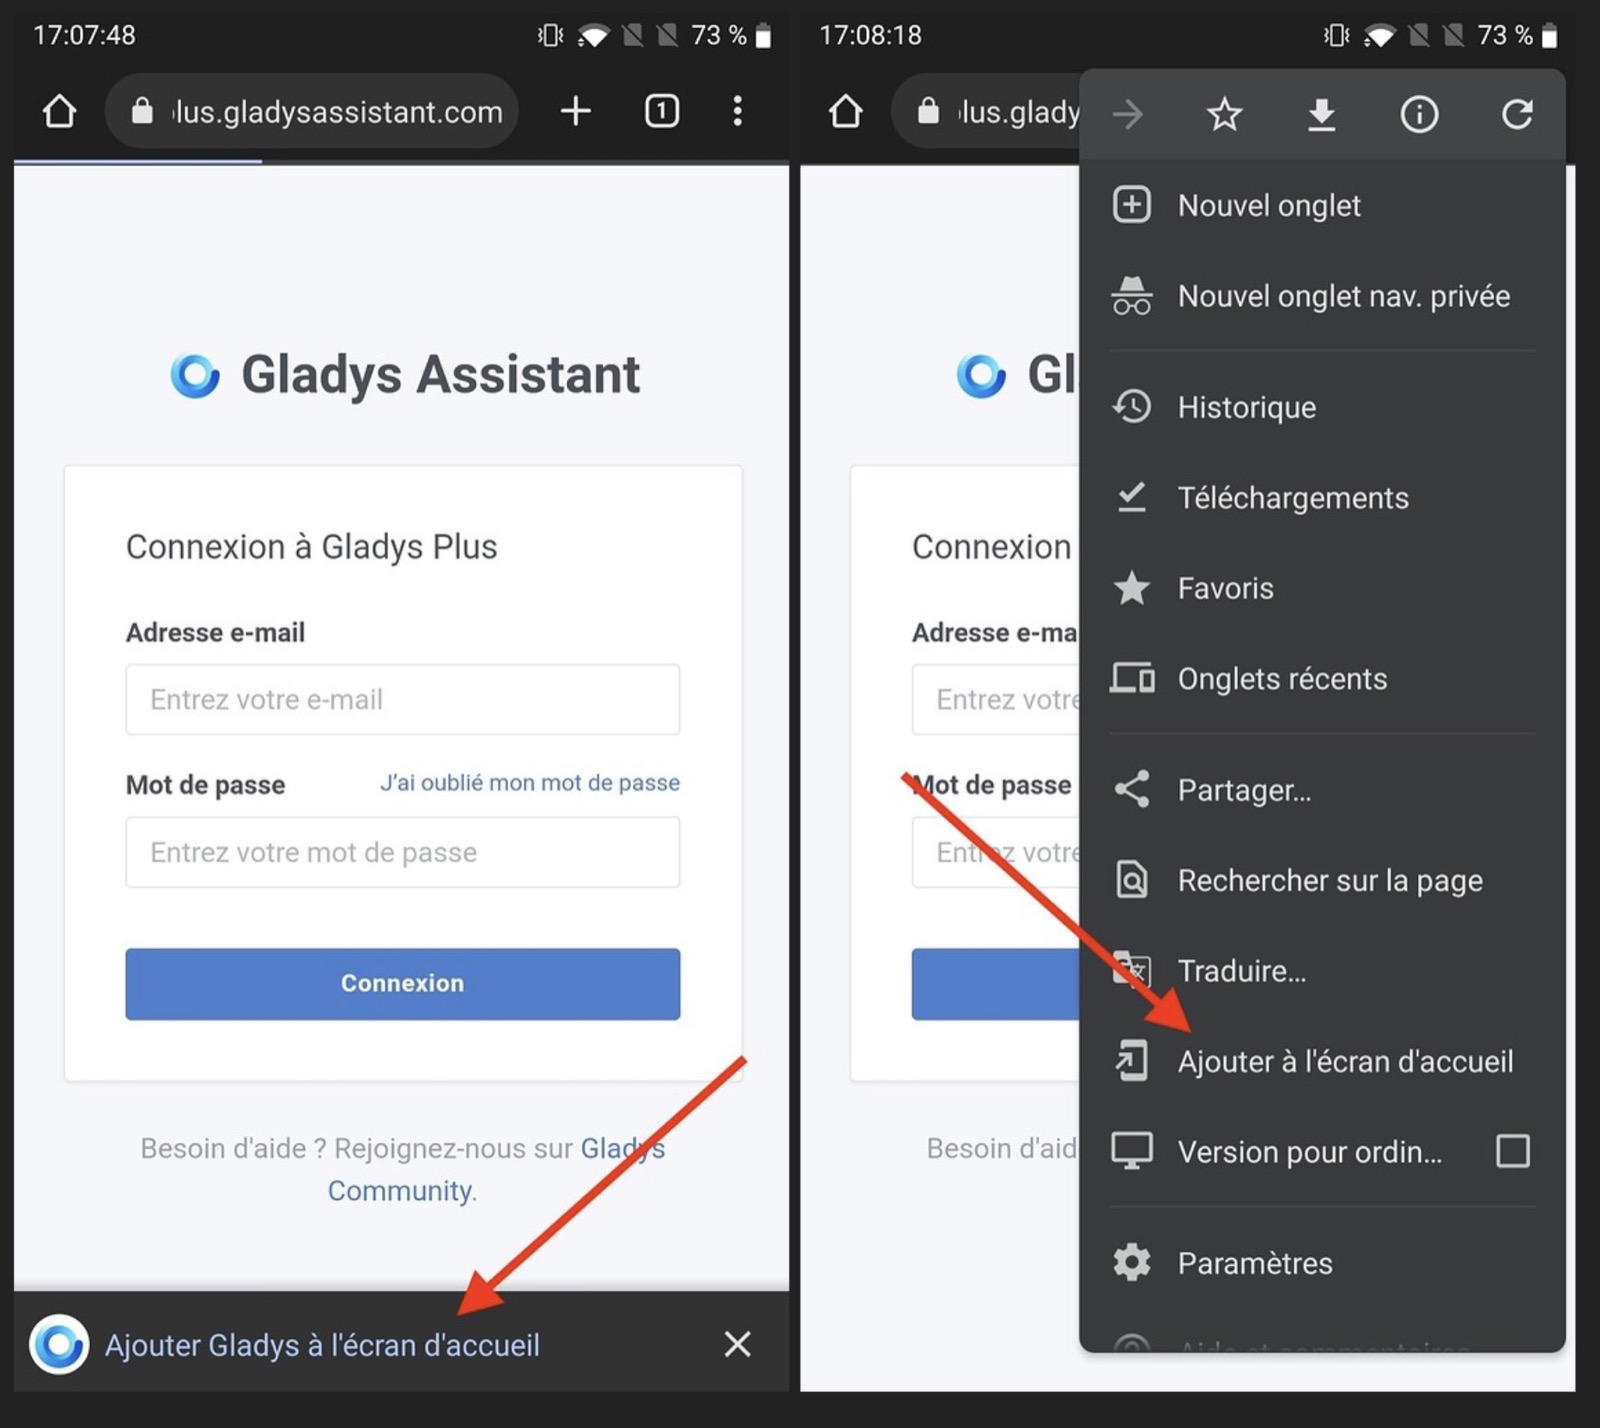 17:07:48
73 %
lus.gladysassistant.com
1
Gladys Assistant
Connexion à Gladys Plus
Adresse e-mail
Entrez votre e-mail
Mot de passe
J'ai oublié mon mot de passe
Entrez votre mot de passe
Connexion
Besoin d'aide ? Rejoignez-nous sur Gladys
Community.
Ajouter Gladys à l'écran d'accueil
17:08:18
73 %
lus.glady
Gl
Connexion
Adresse e-ma
Entrez votre
Mot de passe
Entrez votre
Besoin d'aid
Nouvel onglet
Nouvel onglet nav. privée
Historique
Téléchargements
Favoris
Onglets récents
Partager...
Rechercher sur la page
Traduire...
Ajouter à l'écran d'accueil
Version pour ordin...
Paramètres
Aide et commentaires